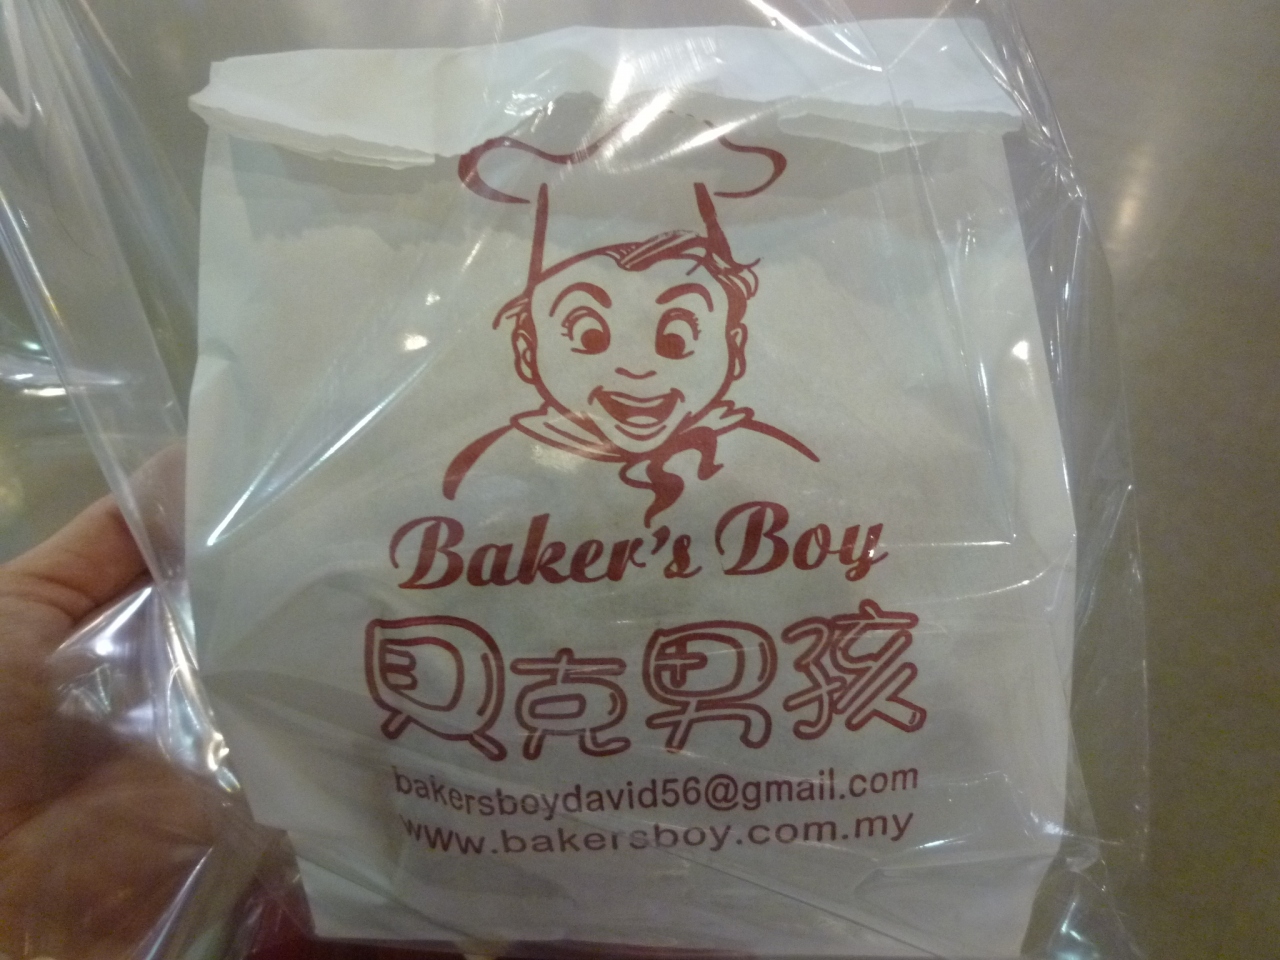 Baker's Boy
贝克男孩
bakersboydavid56@gmail.com
www.bakersboy.com.my